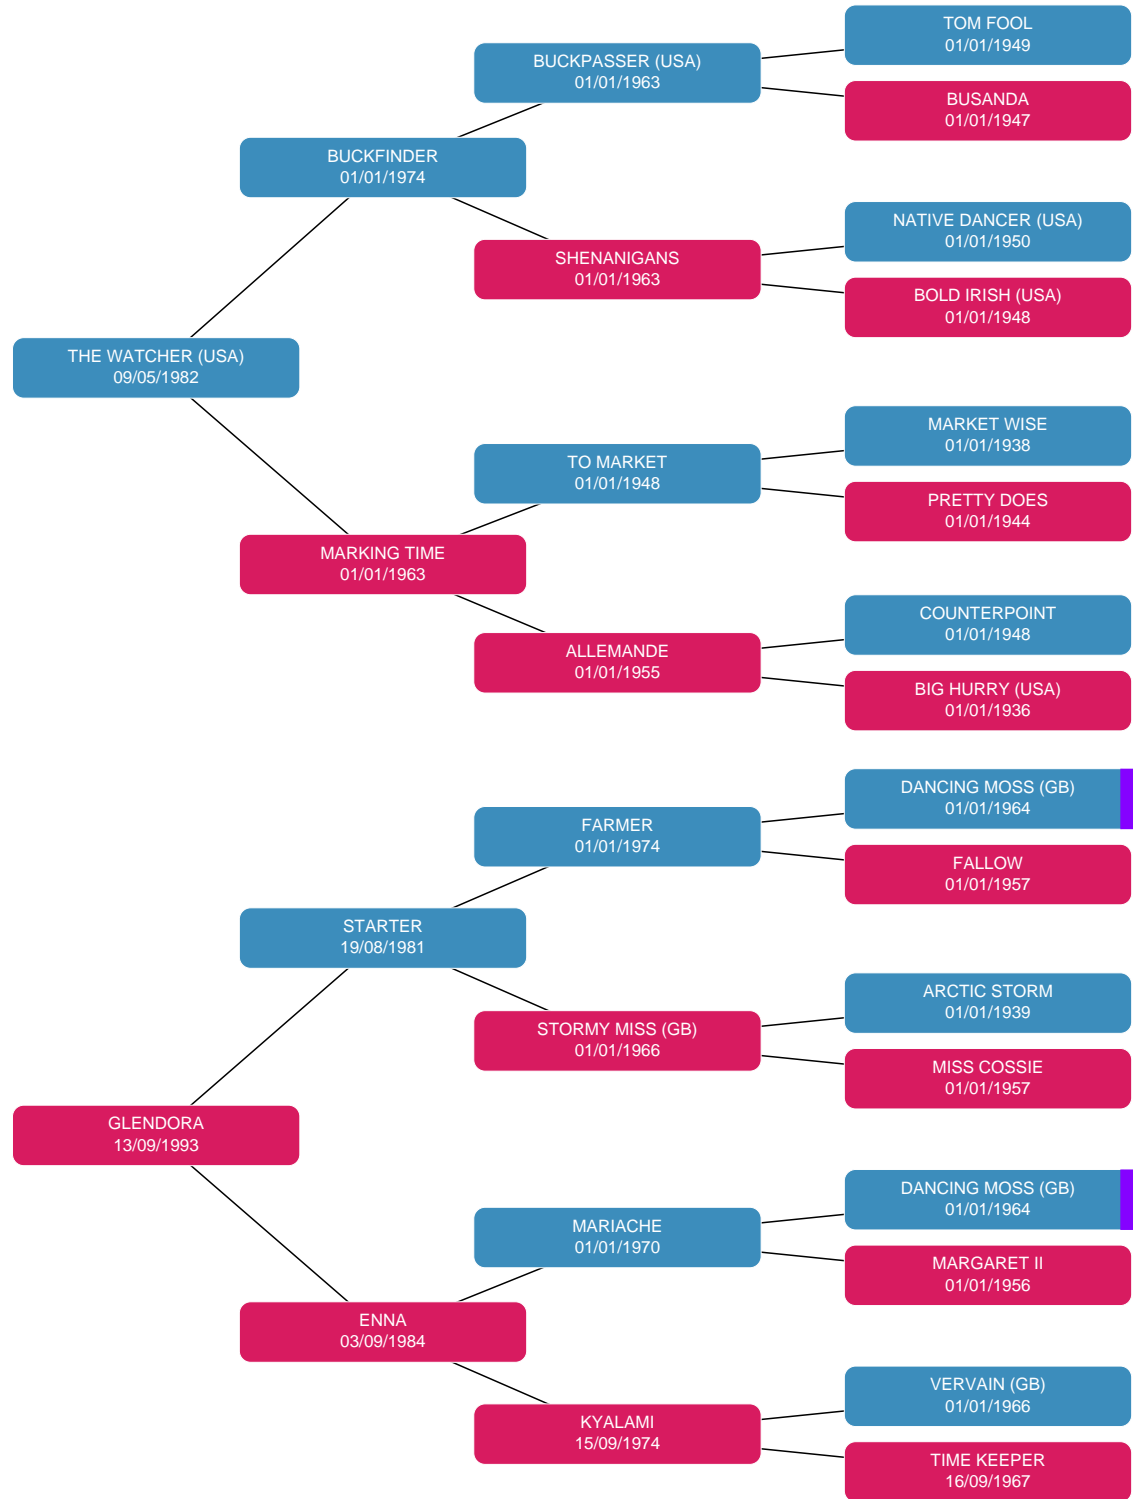 TOM FOOL
01/01/1949
BUCKPASSER (USA)
01/01/1963
BUSANDA
01/01/1947
BUCKFINDER
01/01/1974
NATIVE DANCER (USA)
01/01/1950
SHENANIGANS
01/01/1963
BOLD IRISH (USA)
01/01/1948
THE WATCHER (USA)
09/05/1982
MARKET WISE
01/01/1938
TO MARKET
01/01/1948
PRETTY DOES
01/01/1944
MARKING TIME
01/01/1963
COUNTERPOINT
01/01/1948
ALLEMANDE
01/01/1955
BIG HURRY (USA)
01/01/1936
DANCING MOSS (GB)
01/01/1964
FARMER
01/01/1974
FALLOW
01/01/1957
STARTER
19/08/1981
ARCTIC STORM
01/01/1939
STORMY MISS (GB)
01/01/1966
MISS COSSIE
01/01/1957
GLENDORA
13/09/1993
DANCING MOSS (GB)
01/01/1964
MARIACHE
01/01/1970
MARGARET II
01/01/1956
ENNA
03/09/1984
VERVAIN (GB)
01/01/1966
KYALAMI
15/09/1974
TIME KEEPER
16/09/1967